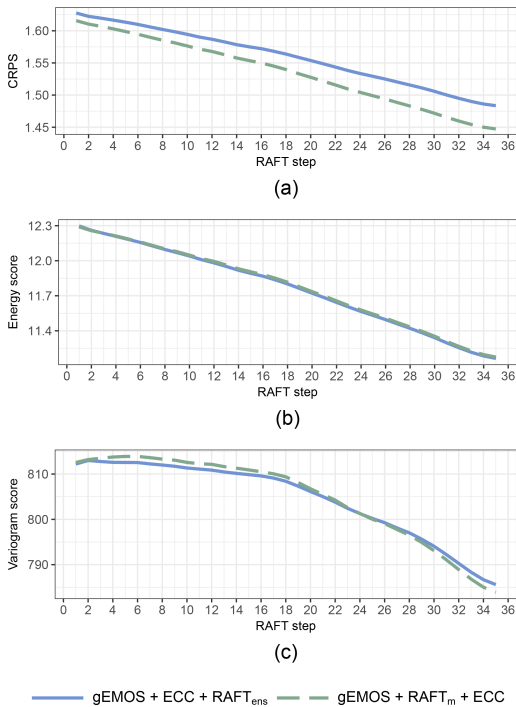 1.60
1.55
1.50
1.45
CRPS
0 2 4 6 8 10 12 14 16 18 20 22 24 26 28 30 32 34 36
RAFT step
(a)
12.3
12.0
11.7
11.4
Energy score
0 2 4 6 8 10 12 14 16 18 20 22 24 26 28 30 32 34 36
RAFT step
(b)
810
800
790
Variogram score
0 2 4 6 8 10 12 14 16 18 20 22 24 26 28 30 32 34 36
RAFT step
(c)
gEMOS + ECC + RAFTens gEMOS + RAFTm + ECC